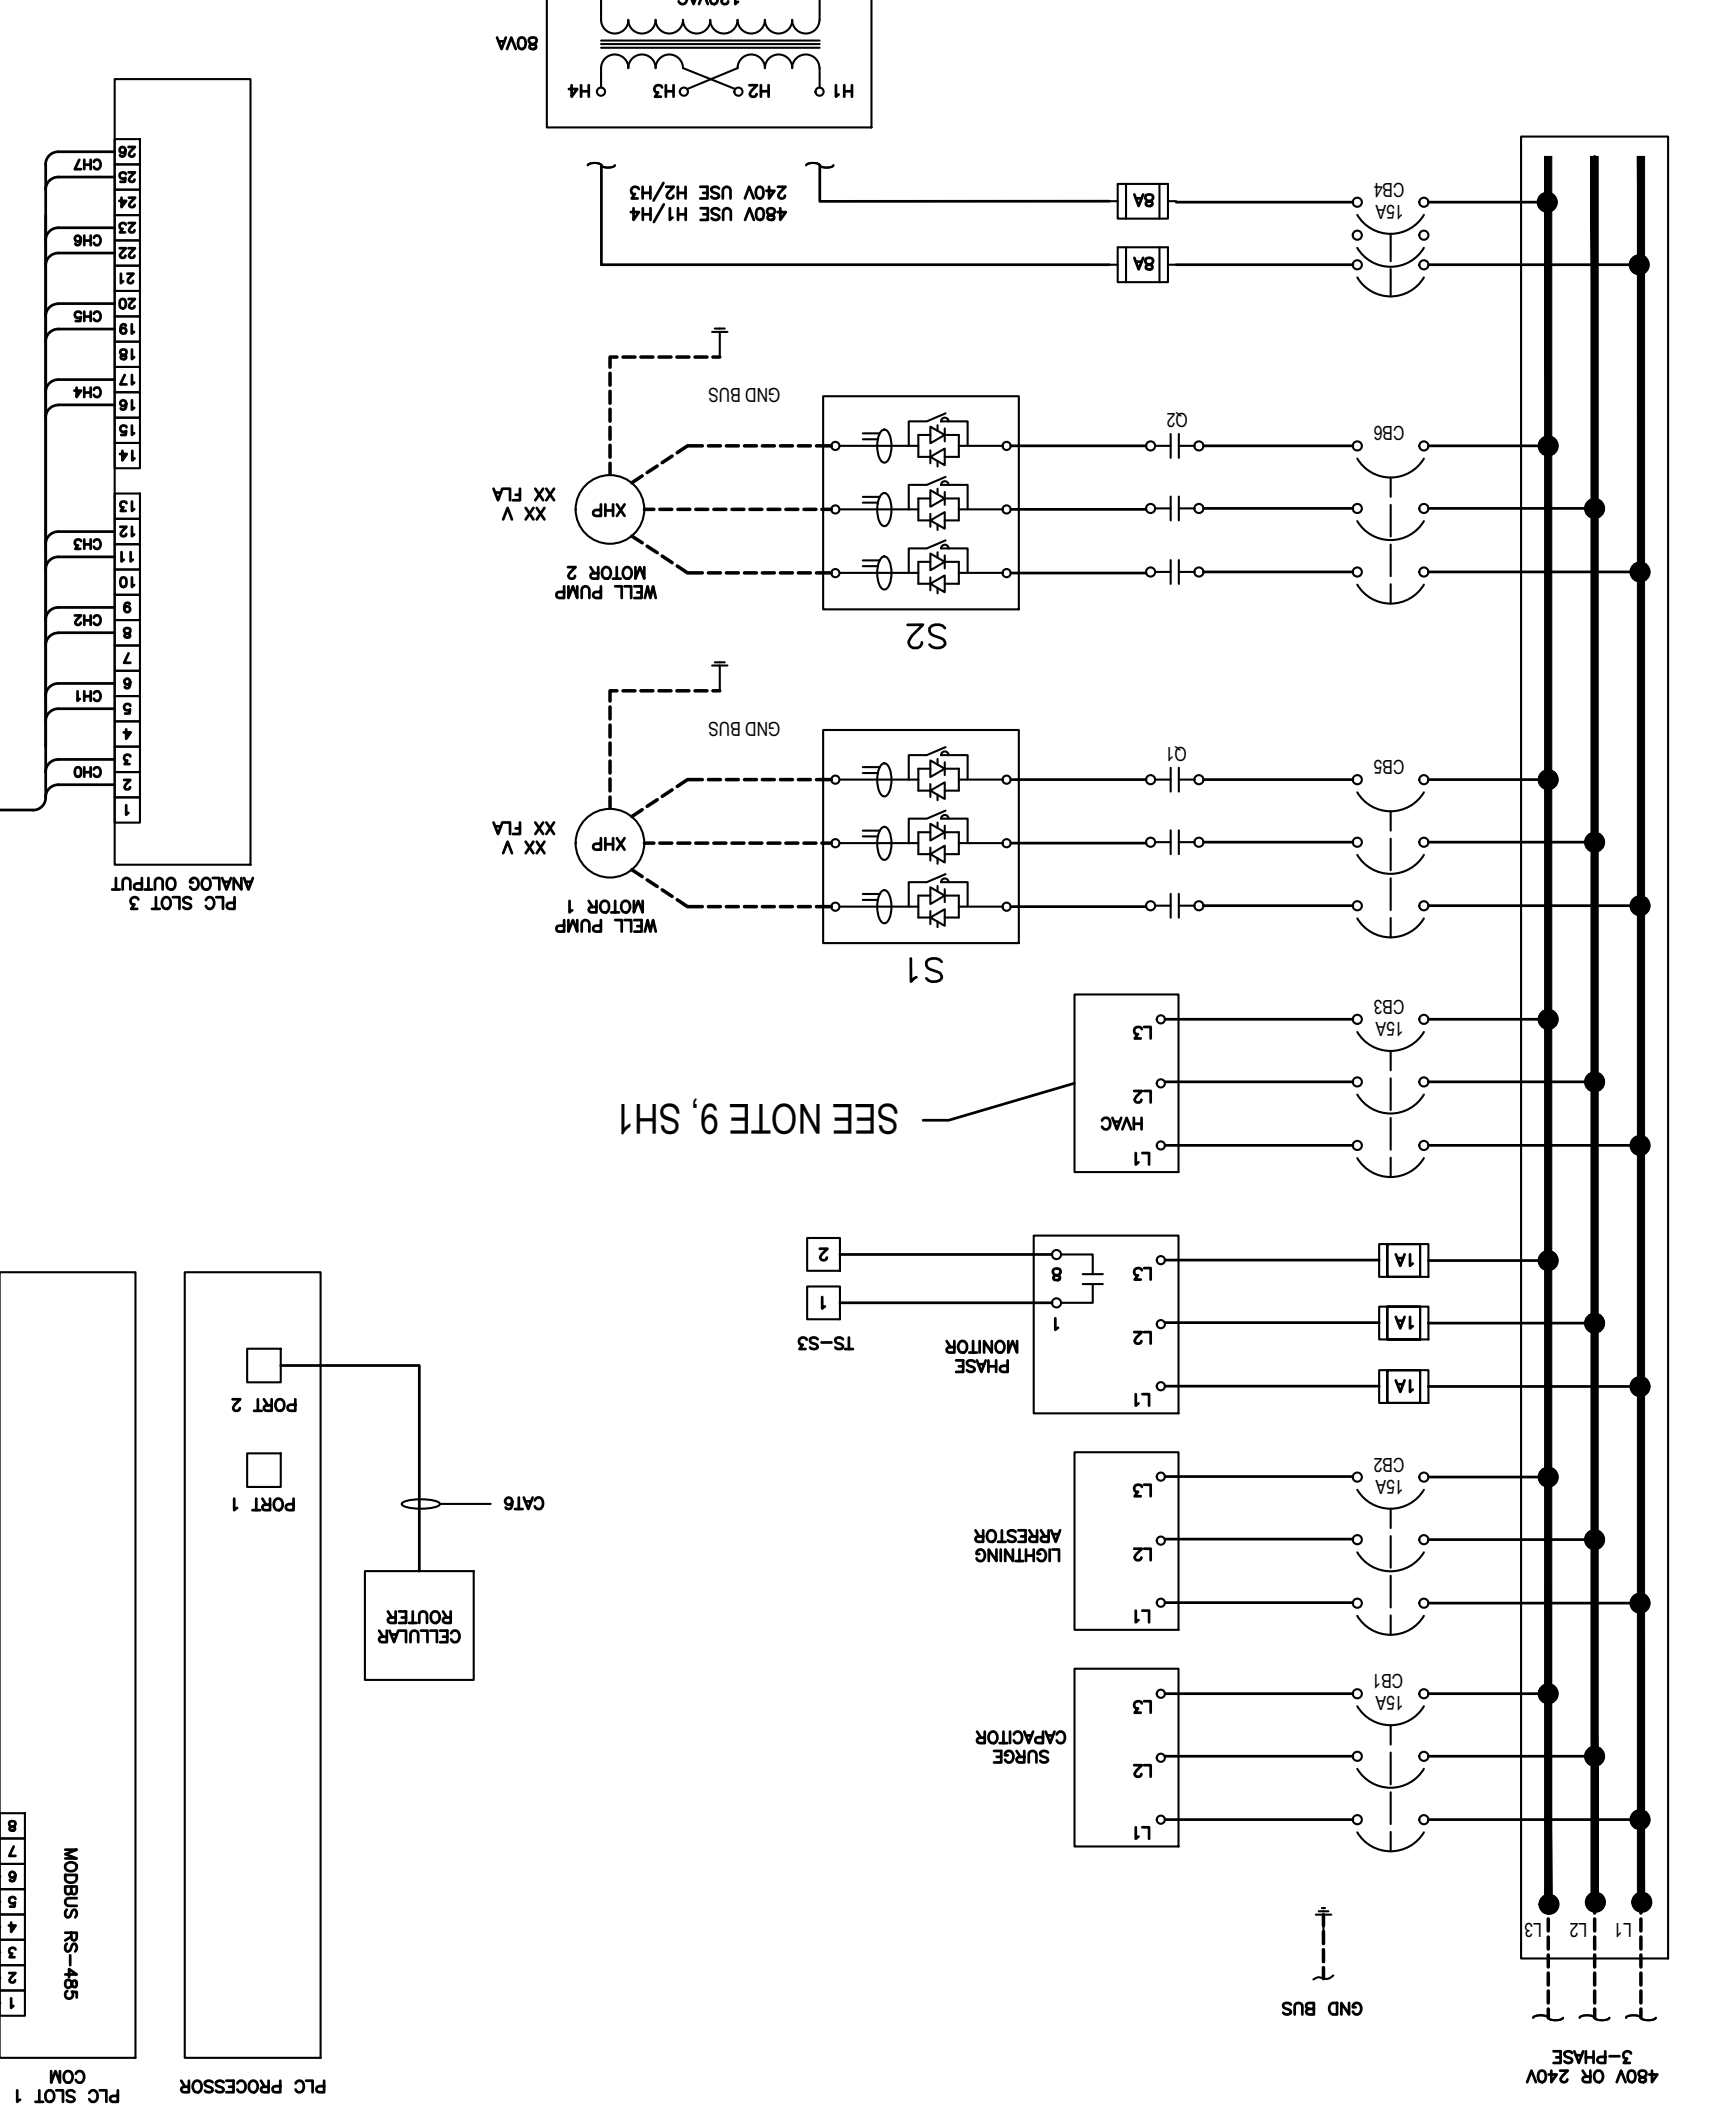 480V OR 240V
3-PHASE
L1
L2
L3
GND BUS
L1
L2
L3
15A
CB1
SURGE
CAPACITOR
L1
L2
L3
15A
CB2
LIGHTNING
ARRESTOR
1A
1A
1A
L1
L2
L3
PHASE
MONITOR
1
8
TS-S3
1
2
L1
HVAC
L2
L3
15A
CB3
SEE NOTE 9, SH1
S1
CB5
Q1
WELL PUMP
MOTOR 1
XHP
XX V
XX FLA
GND BUS
S2
CB6
Q2
WELL PUMP
MOTOR 2
XHP
XX V
XX FLA
GND BUS
8A
8A
15A
CB4
480V USE H1/H4
240V USE H2/H3
H1
H2
H3
H4
80VA
120VAC
PLC PROCESSOR
PORT 1
PORT 2
CELLULAR
ROUTER
CAT6
PLC SLOT 1
COM
MODBUS RS-485
1
2
3
4
5
6
7
8
PLC SLOT 3
ANALOG OUTPUT
1
2
CH0
3
4
5
CH1
6
7
8
CH2
9
10
11
CH3
12
13
14
15
16
CH4
17
18
19
CH5
20
21
22
CH6
23
24
25
CH7
26